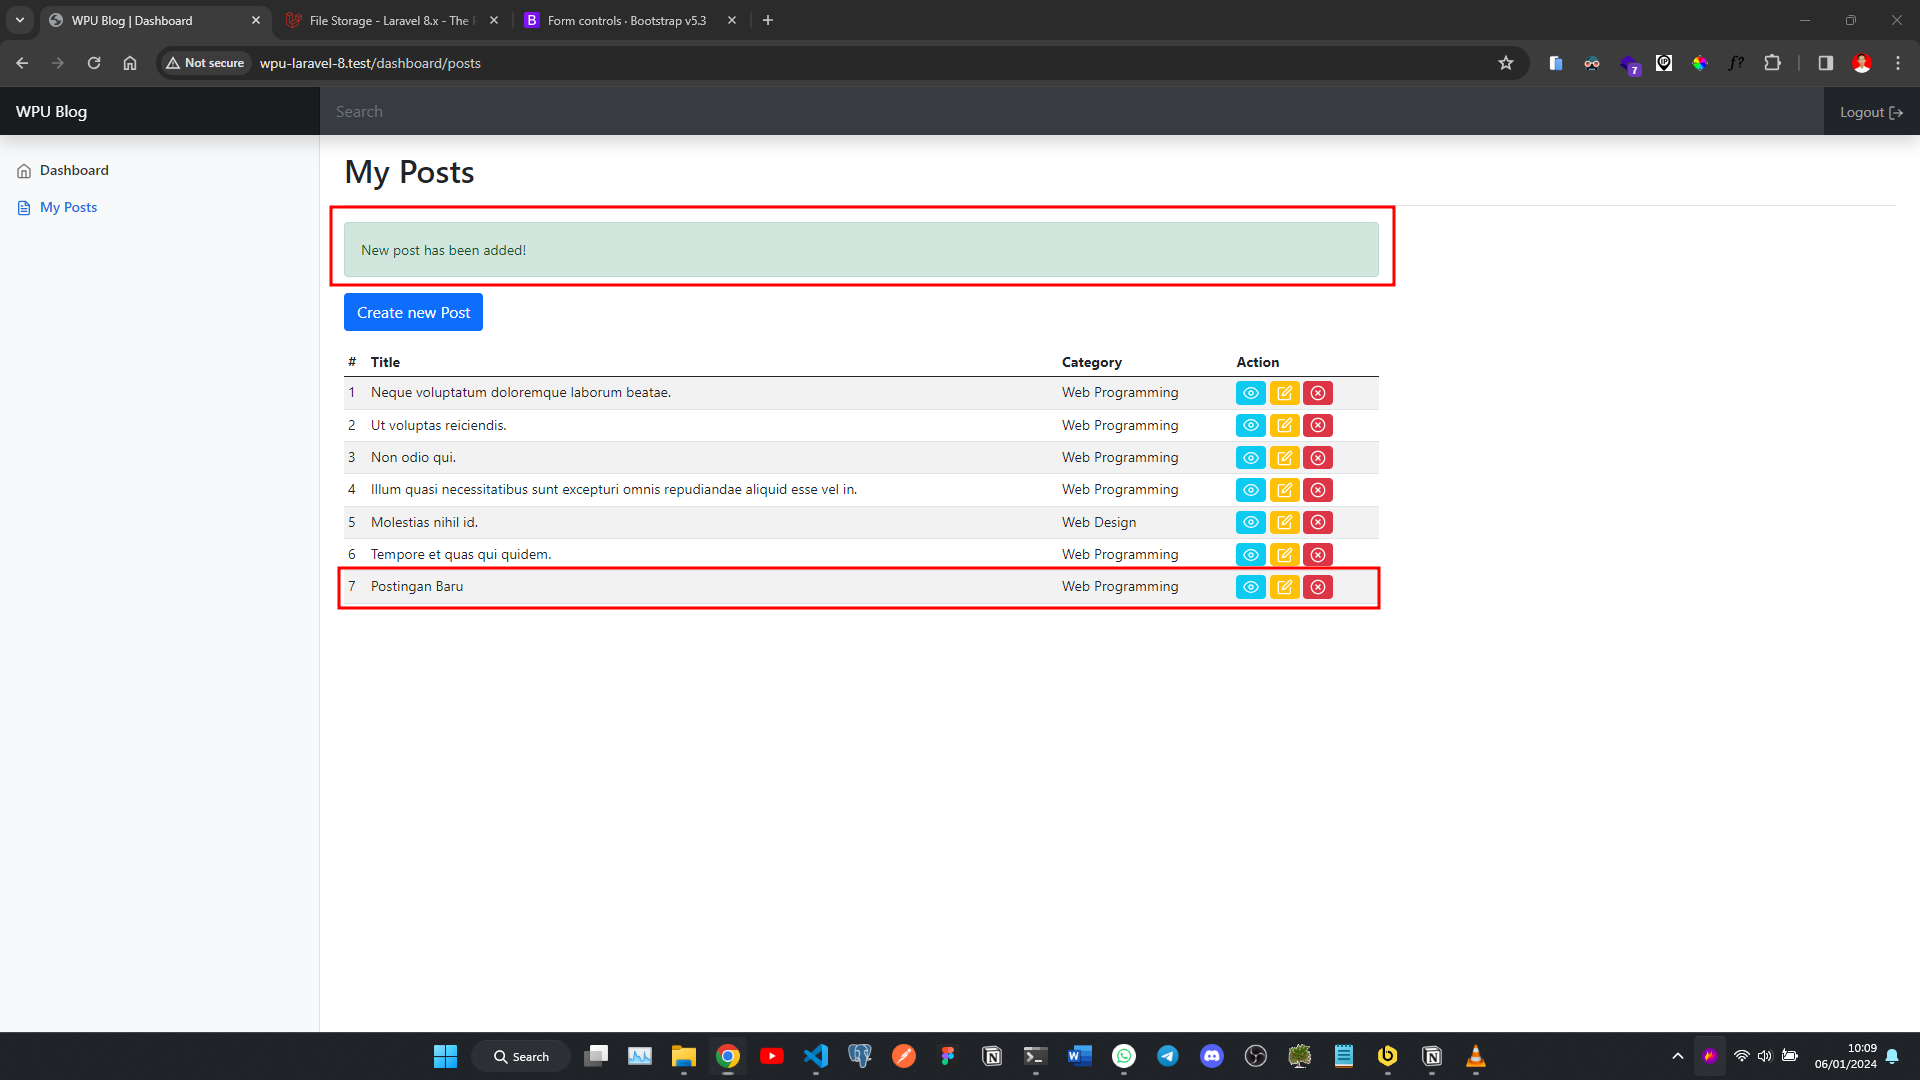 WPU Blog | Dashboard
File Storage - Laravel 8.x - The
Form controls · Bootstrap v5.3
Not secure
wpu-laravel-8.test/dashboard/posts
7
f?
WPU Blog
Search
Logout
Dashboard
My Posts
My Posts
New post has been added!
Create new Post
# Title Category Action
1 Neque voluptatum doloremque laborum beatae. Web Programming
2 Ut voluptas reiciendis. Web Programming
3 Non odio qui. Web Programming
4 Illum quasi necessitatibus sunt excepturi omnis repudiandae aliquid esse vel in. Web Programming
5 Molestias nihil id. Web Design
6 Tempore et quas qui quidem. Web Programming
7 Postingan Baru Web Programming
Search
10:09
06/01/2024